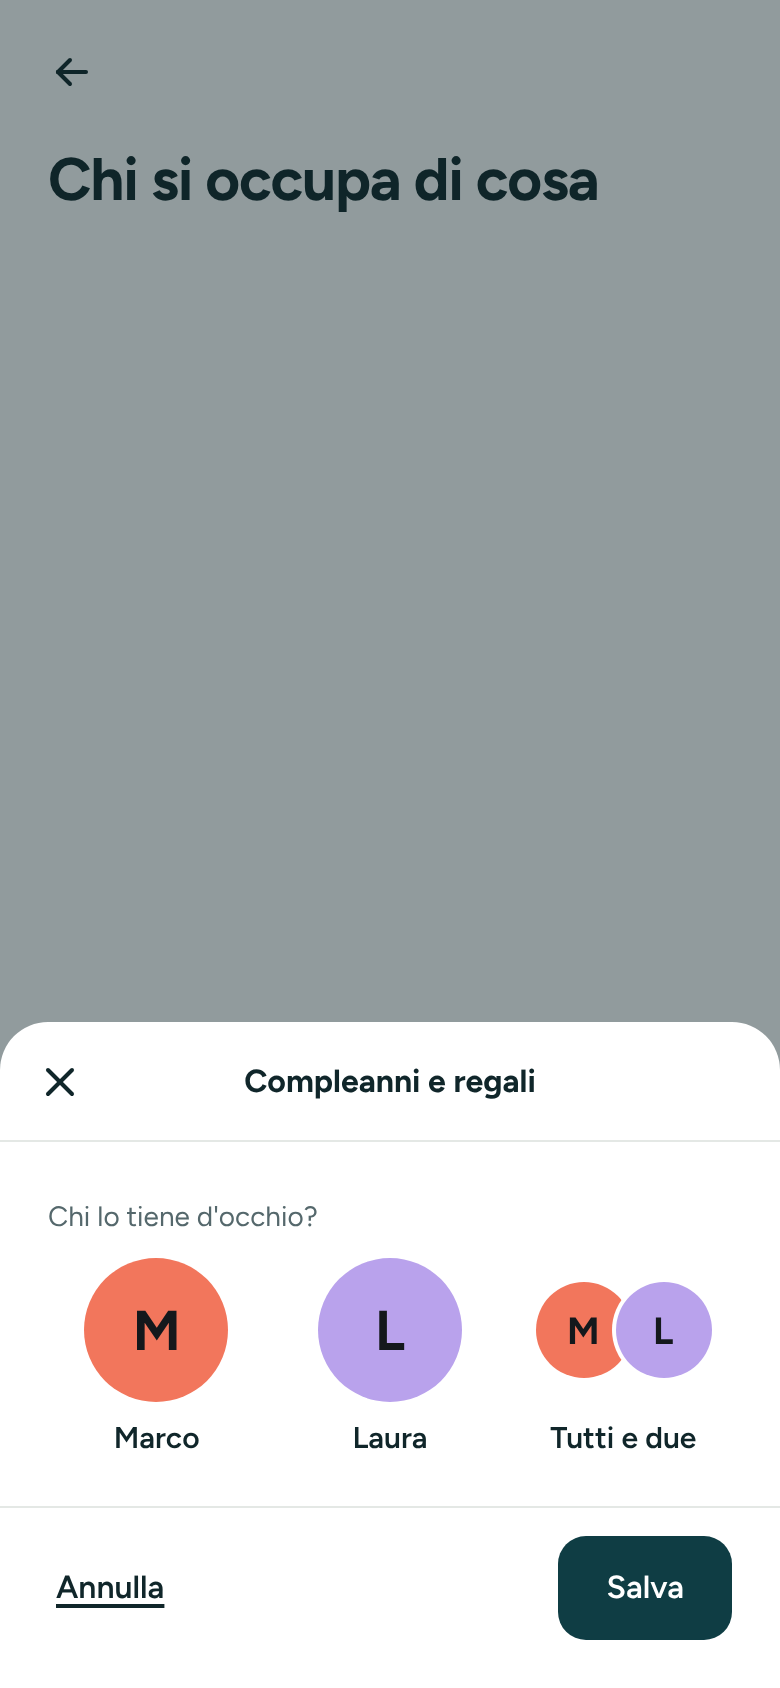 Chi si occupa di cosa
Compleanni e regali
Chi lo tiene d'occhio?
M
L
M
L
Marco
Laura
Tutti e due
Annulla
Salva